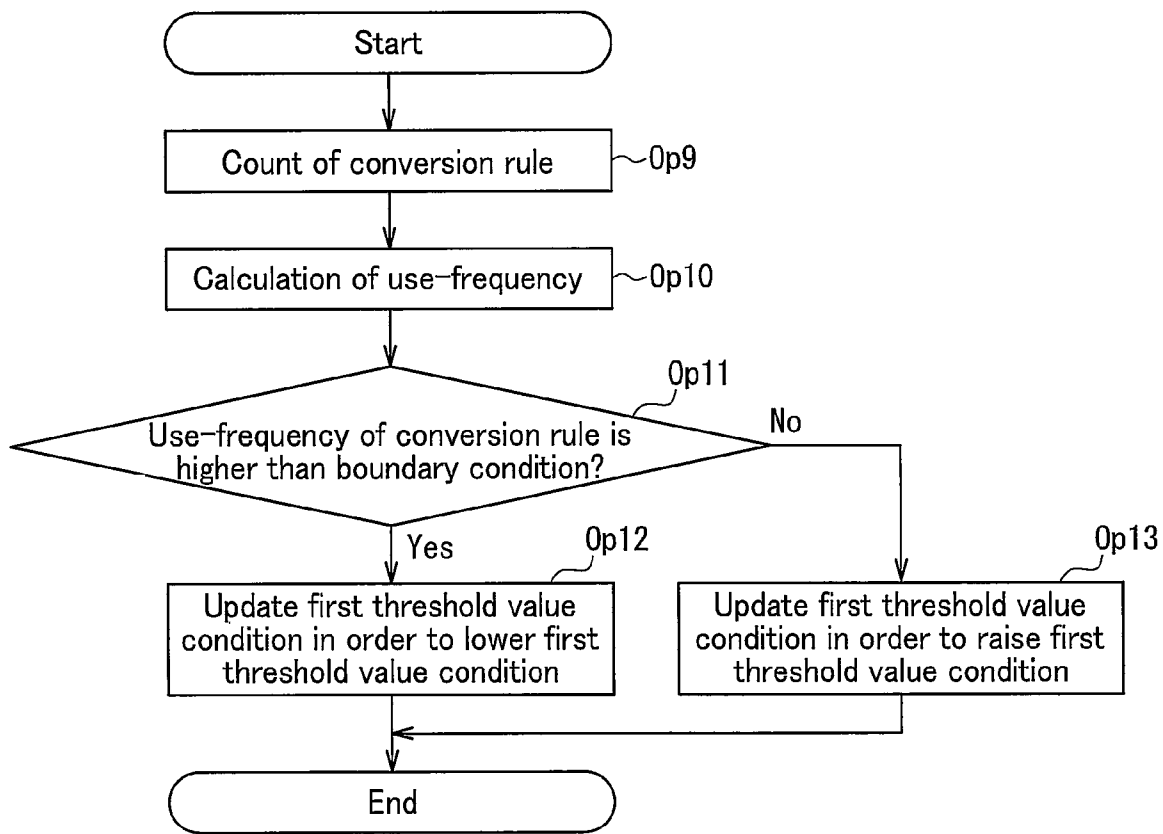 Start
Count of conversion rule
Op9
Calculation of use-frequency
Op10
Op11
Use-frequency of conversion rule is
higher than boundary condition?
No
Yes
Op12
Update first threshold value
condition in order to lower first
threshold value condition
Op13
Update first threshold value
condition in order to raise first
threshold value condition
End